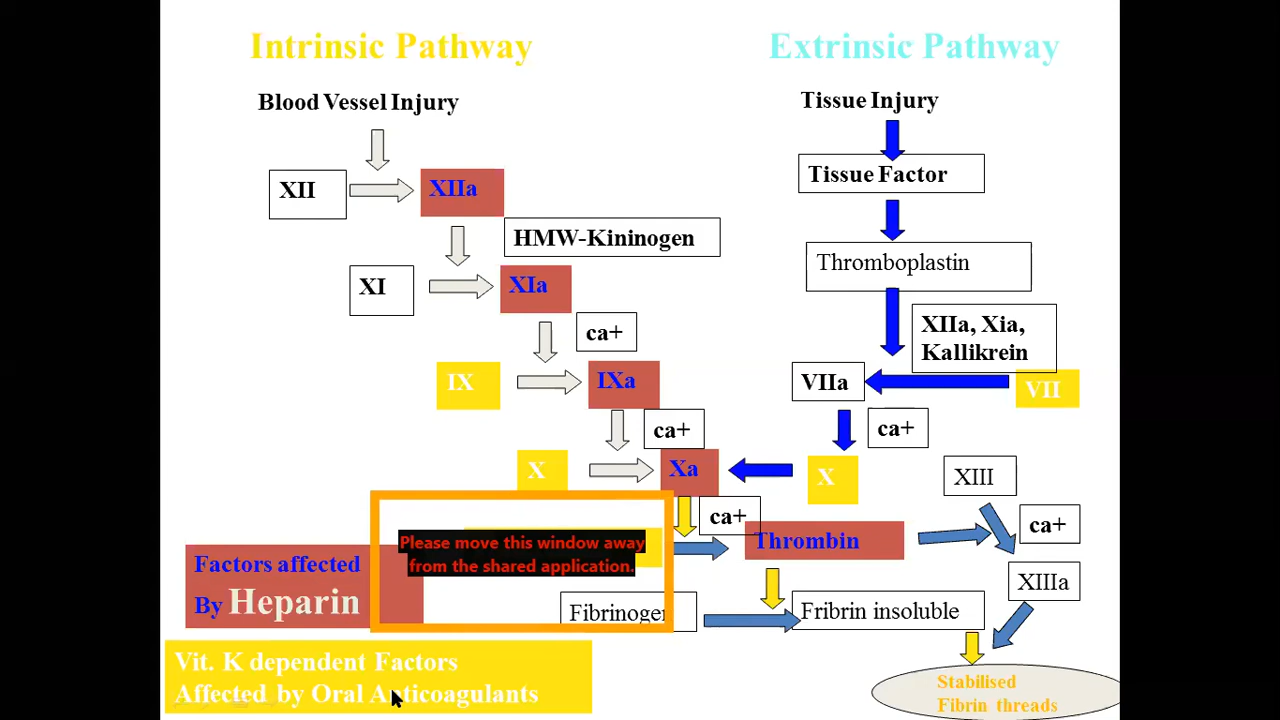 Intrinsic Pathway
Extrinsic Pathway
Blood Vessel Injury
Tissue Injury
XII
XIIa
Tissue Factor
HMW-Kininogen
XI
XIa
Thromboplastin
ca+
XIIa, Xia,
Kallikrein
IX
IXa
VIIa
VII
ca+
ca+
X
Xa
X
XIII
ca+
ca+
Please move this window away
from the shared application.
Thrombin
Factors affected
By Heparin
XIIIa
Fibrinogen
Fribrin insoluble
Vit. K dependent Factors
Affected by Oral Anticoagulants
Stabilised
Fibrin threads